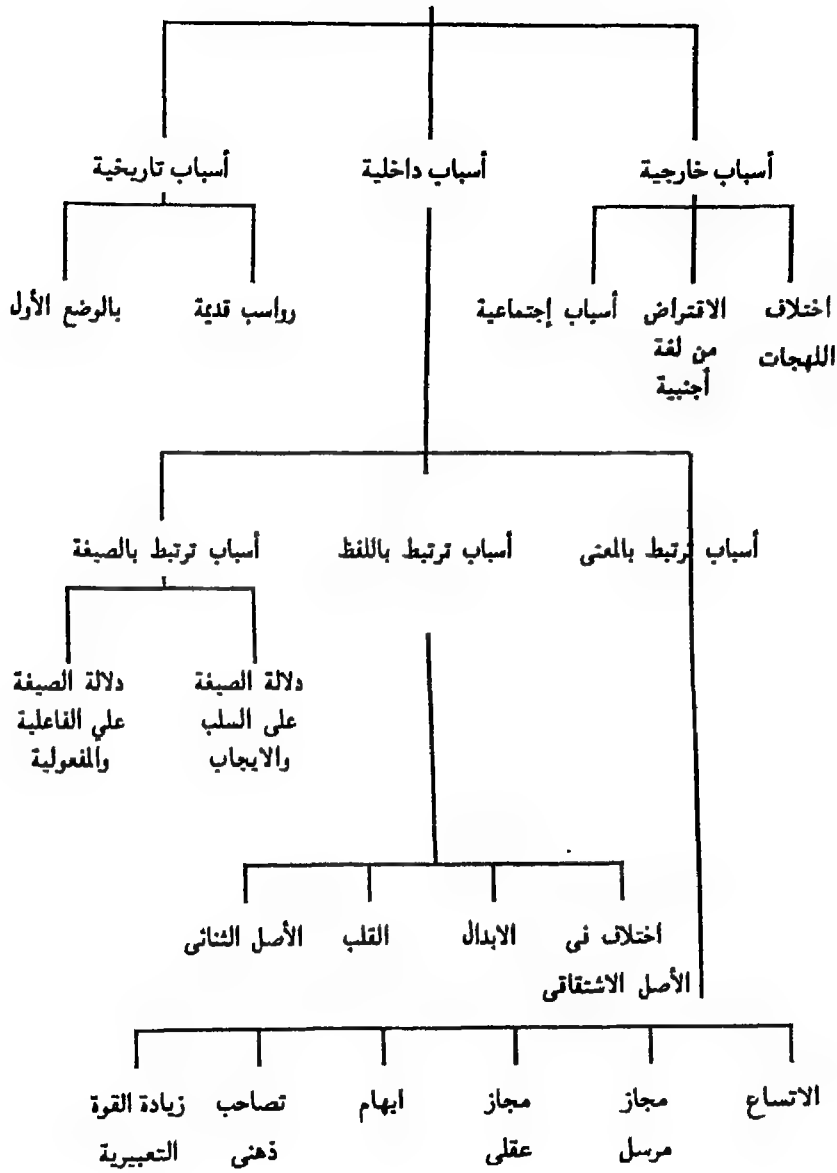 أسباب خارجية
أسباب داخلية
أسباب تاريخية
اختلاف
اللهجات
الاقتراض
من لغة
أجنبية
أسباب إجتماعية
رواسب قديمة
بالوضع الأول
أسباب ترتبط بالمعنى
أسباب ترتبط باللفظ
أسباب ترتبط بالصيغة
دلالة الصيغة
على السلب
والايجاب
دلالة الصيغة
علي الفاعلية
والمفعولية
اختلاف فى
الأصل الاشتقاقى
الابدال
القلب
الأصل الثنائى
الاتساع
مجاز
مرسل
مجاز
عقلى
ايهام
تصاحب
ذهنى
زيادة القوة
التعبيرية